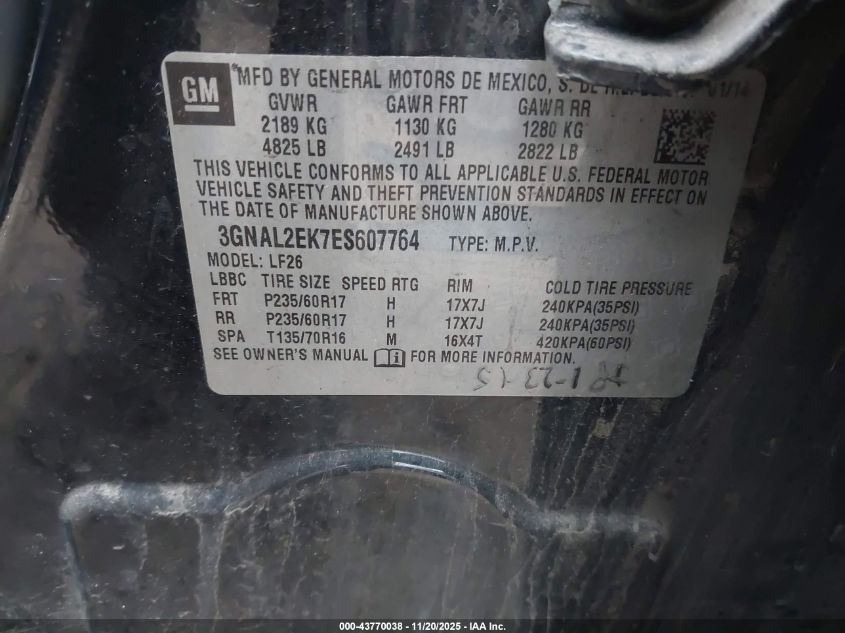 GM
MFD BY GENERAL MOTORS DE MEXICO, S. DE 01/14
GVWR GAWR FRT GAWR RR
2189 KG 1130 KG 1280 KG
4825 LB 2491 LB 2822 LB
THIS VEHICLE CONFORMS TO ALL APPLICABLE U.S. FEDERAL MOTOR
VEHICLE SAFETY AND THEFT PREVENTION STANDARDS IN EFFECT ON
THE DATE OF MANUFACTURE SHOWN ABOVE.
3GNAL2EK7ES607764 TYPE: M.P.V.
MODEL: LF26
LBBC TIRE SIZE SPEED RTG RIM COLD TIRE PRESSURE
FRT P235/60R17 H 17X7J 240KPA(35PSI)
RR P235/60R17 H 17X7J 240KPA(35PSI)
SPA T135/70R16 M 16X4T 420KPA(60PSI)
SEE OWNER'S MANUAL i FOR MORE INFORMATION.
000-43770038 - 11/20/2025 - IAA Inc.